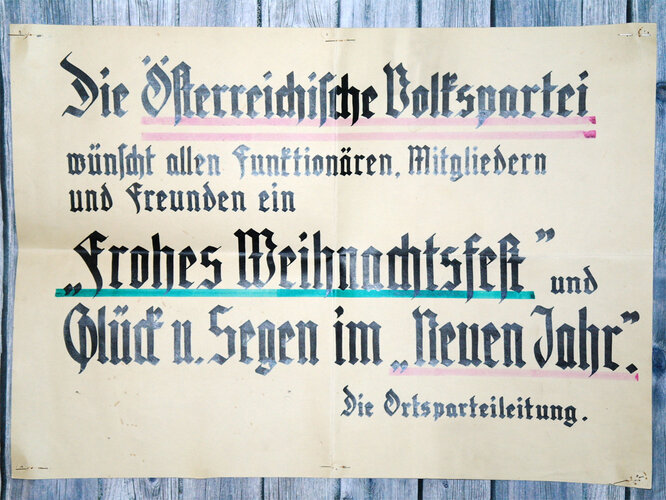 Die Österreichische Volkspartei
wünscht allen Funktionären, Mitgliedern
und Freunden ein
„Frohes Weihnachtsfest” und
Glück u. Segen im „Neuen Jahr”.
Die Ortsparteileitung.